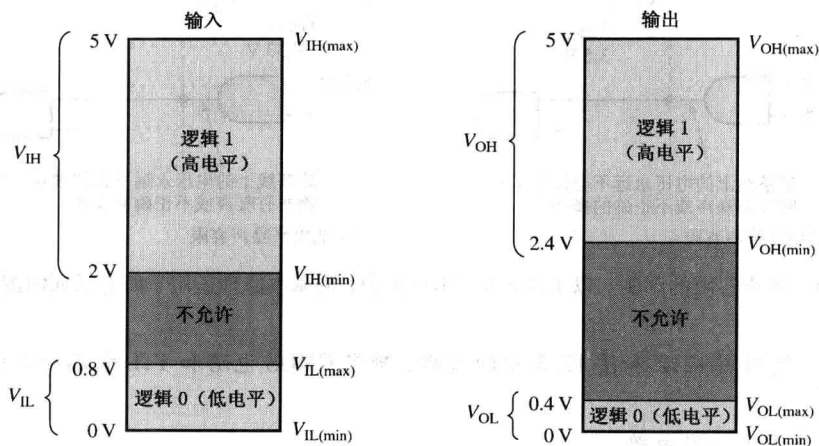 输入
5 V
V_IH(max)
逻辑 1
(高电平)
V_IH
2 V
V_IH(min)
不允许
0.8 V
V_IL(max)
V_IL
逻辑 0(低电平)
0 V
V_IL(min)
输出
5 V
V_OH(max)
逻辑 1
(高电平)
V_OH
2.4 V
V_OH(min)
不允许
0.4 V
V_OL(max)
V_OL
逻辑 0(低电平)
0 V
V_OL(min)